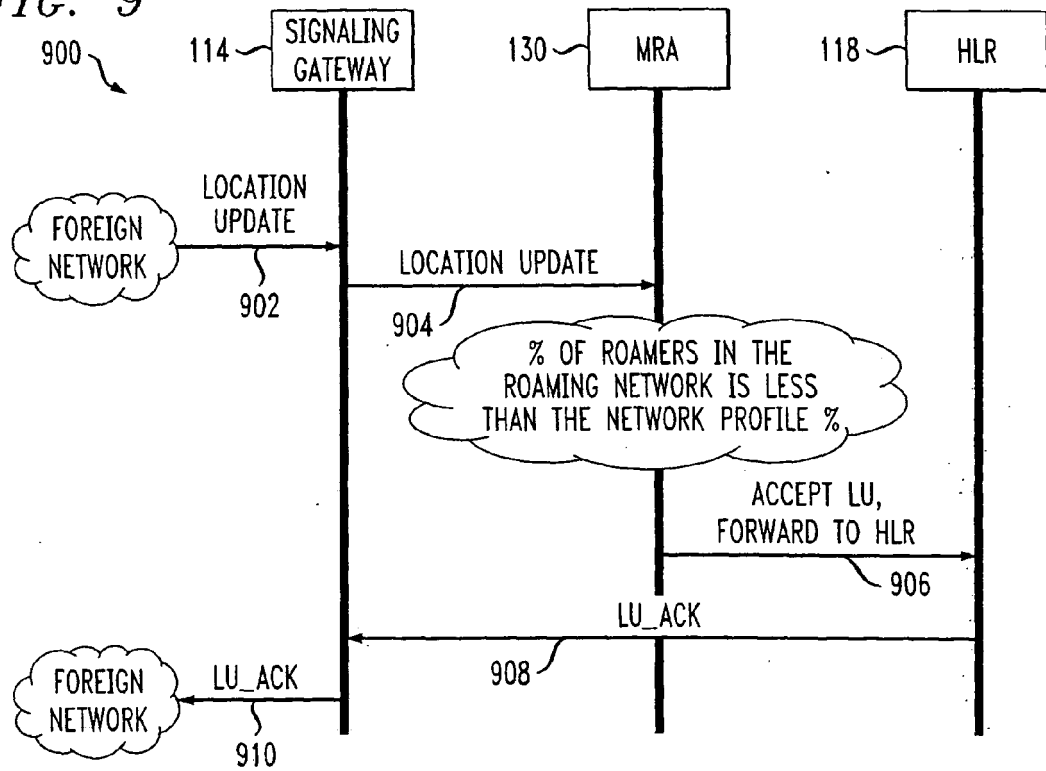 FIG. 9
900
114
SIGNALING
GATEWAY
130
MRA
118
HLR
FOREIGN
NETWORK
LOCATION
UPDATE
902
LOCATION UPDATE
904
% OF ROAMERS IN THE
ROAMING NETWORK IS LESS
THAN THE NETWORK PROFILE %
ACCEPT LU,
FORWARD TO HLR
906
LU_ACK
908
FOREIGN
NETWORK
LU_ACK
910